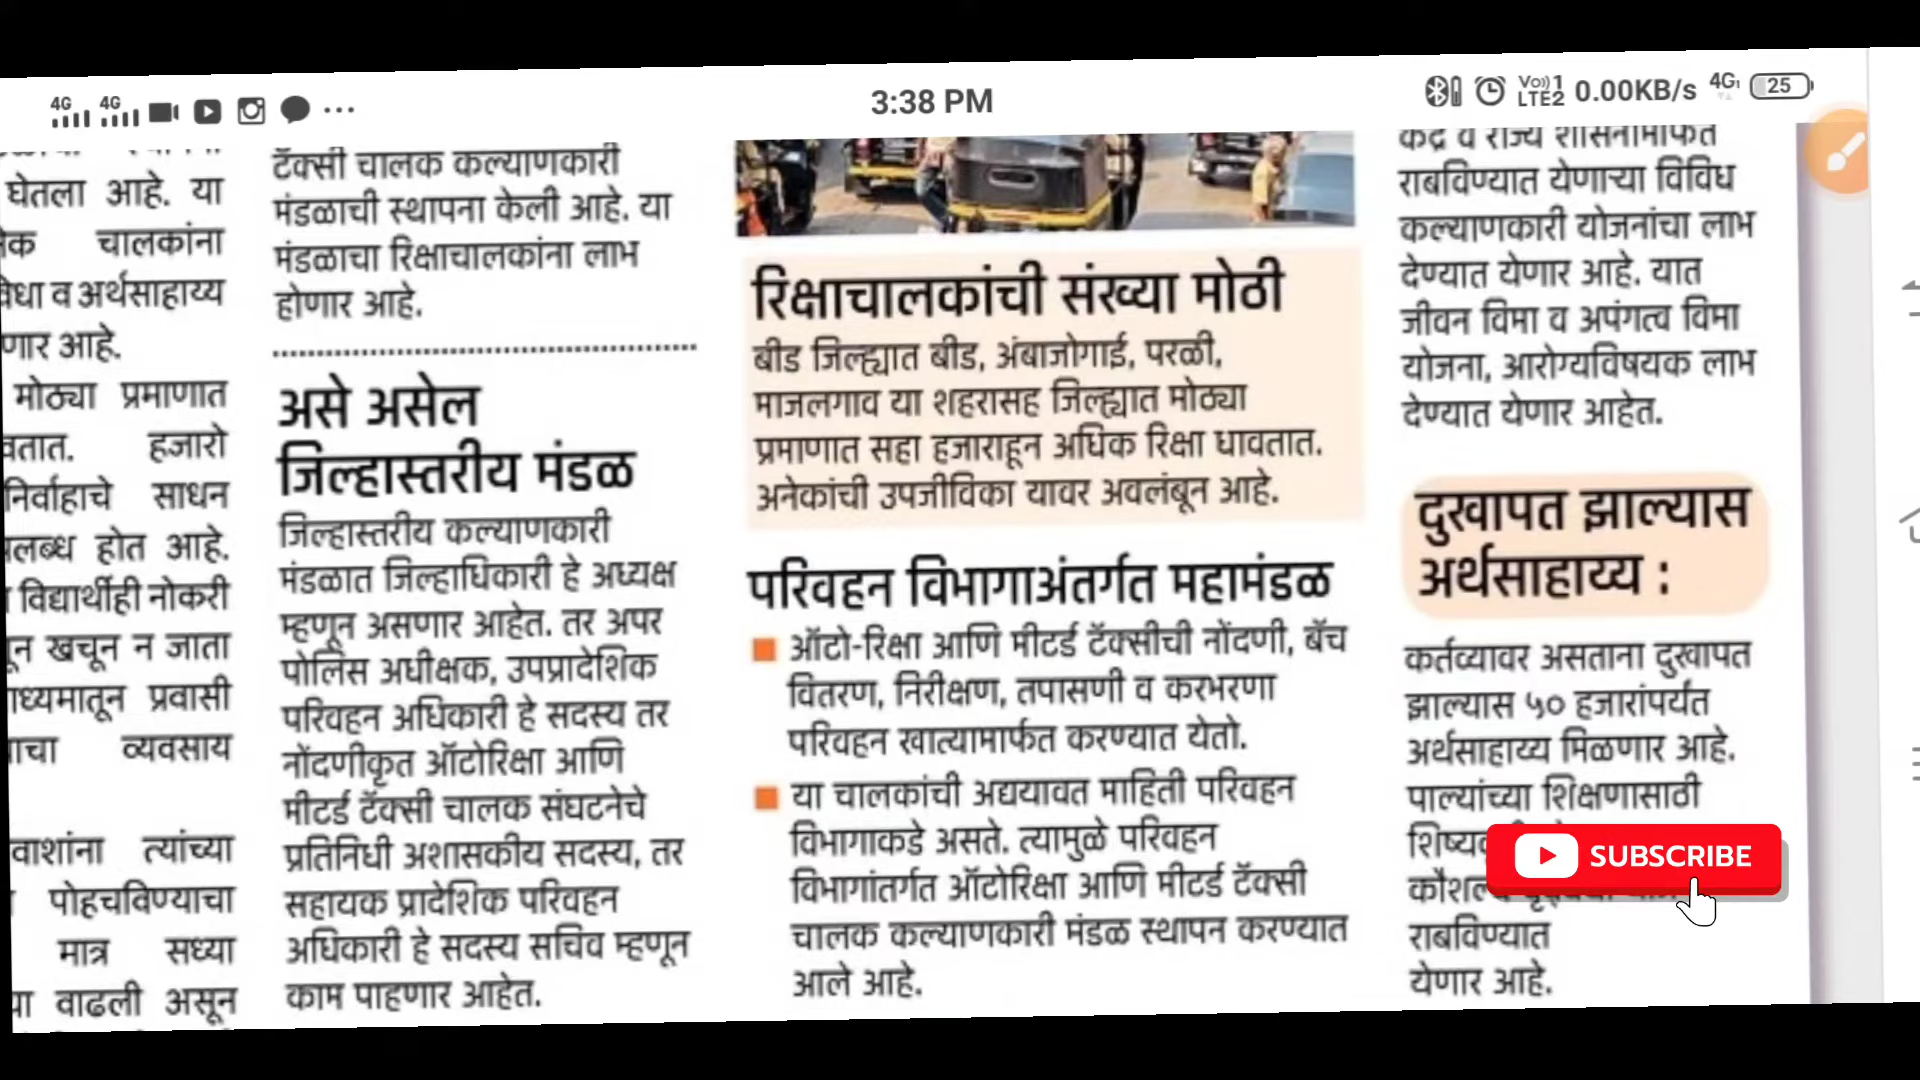 3:38 PM
4G 4G
Vo)) 1
LTE2 0.00KB/s 4G 25
घेतला आहे. या
चालकांना
व अर्थसाहाय्य
आहे.
मोठ्या प्रमाणात
हजारो
साधन
होत आहे.
विद्यार्थीही नोकरी
खचून न जाता
प्रवासी
व्यवसाय
त्यांच्या
पोहचविण्याचा
मात्र सध्या
वाढली असून
टॅक्सी चालक कल्याणकारी
मंडळाची स्थापना केली आहे. या
मंडळाचा रिक्षाचालकांना लाभ
होणार आहे.
असे असेल
जिल्हास्तरीय मंडळ
जिल्हास्तरीय कल्याणकारी
मंडळात जिल्हाधिकारी हे अध्यक्ष
म्हणून असणार आहेत. तर अपर
पोलिस अधीक्षक, उपप्रादेशिक
परिवहन अधिकारी हे सदस्य तर
नोंदणीकृत ऑटोरिक्षा आणि
मीटर्ड टॅक्सी चालक संघटनेचे
प्रतिनिधी अशासकीय सदस्य, तर
सहायक प्रादेशिक परिवहन
अधिकारी हे सदस्य सचिव म्हणून
काम पाहणार आहेत.
रिक्षाचालकांची संख्या मोठी
बीड जिल्ह्यात बीड, अंबाजोगाई, परळी,
माजलगाव या शहरासह जिल्ह्यात मोठ्या
प्रमाणात सहा हजाराहून अधिक रिक्षा धावतात.
अनेकांची उपजीविका यावर अवलंबून आहे.
परिवहन विभागाअंतर्गत महामंडळ
ऑटो-रिक्षा आणि मीटर्ड टॅक्सीची नोंदणी, बॅच
वितरण, निरीक्षण, तपासणी व करभरणा
परिवहन खात्यामार्फत करण्यात येतो.
या चालकांची अद्ययावत माहिती परिवहन
विभागाकडे असते. त्यामुळे परिवहन
विभागांतर्गत ऑटोरिक्षा आणि मीटर्ड टॅक्सी
चालक कल्याणकारी मंडळ स्थापन करण्यात
आले आहे.
केंद्र व राज्य शासनामार्फत
राबविण्यात येणाऱ्या विविध
कल्याणकारी योजनांचा लाभ
देण्यात येणार आहे. यात
जीवन विमा व अपंगत्व विमा
योजना, आरोग्यविषयक लाभ
देण्यात येणार आहेत.
दुखापत झाल्यास
अर्थसाहाय्य :
कर्तव्यावर असताना दुखापत
झाल्यास ५० हजारांपर्यंत
अर्थसाहाय्य मिळणार आहे.
पाल्यांच्या शिक्षणासाठी
राबविण्यात
येणार आहे.
SUBSCRIBE